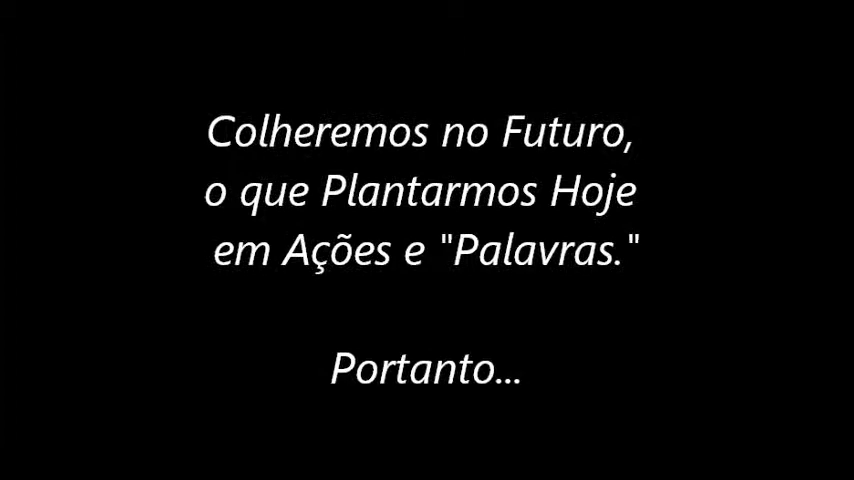 Colheremos no Futuro,
o que Plantarmos Hoje
em Ações e "Palavras."
Portanto...